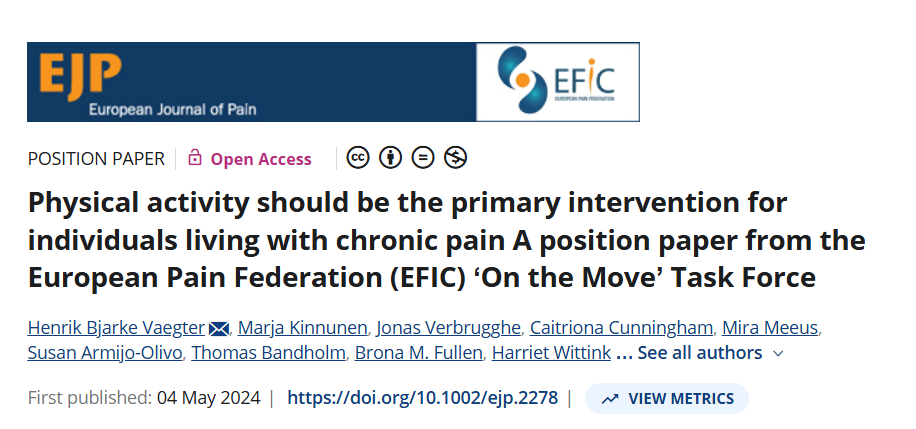 EJP
European Journal of Pain
EFIC
EUROPEAN PAIN FEDERATION
POSITION PAPER
Open Access
cc
Physical activity should be the primary intervention for
individuals living with chronic pain A position paper from the
European Pain Federation (EFIC) ‘On the Move’ Task Force
Henrik Bjarke Vaegter, Marja Kinnunen, Jonas Verbrugghe, Caitriona Cunningham, Mira Meeus,
Susan Armijo-Olivo, Thomas Bandholm, Brona M. Fullen, Harriet Wittink ... See all authors
First published: 04 May 2024 | https://doi.org/10.1002/ejp.2278 | VIEW METRICS